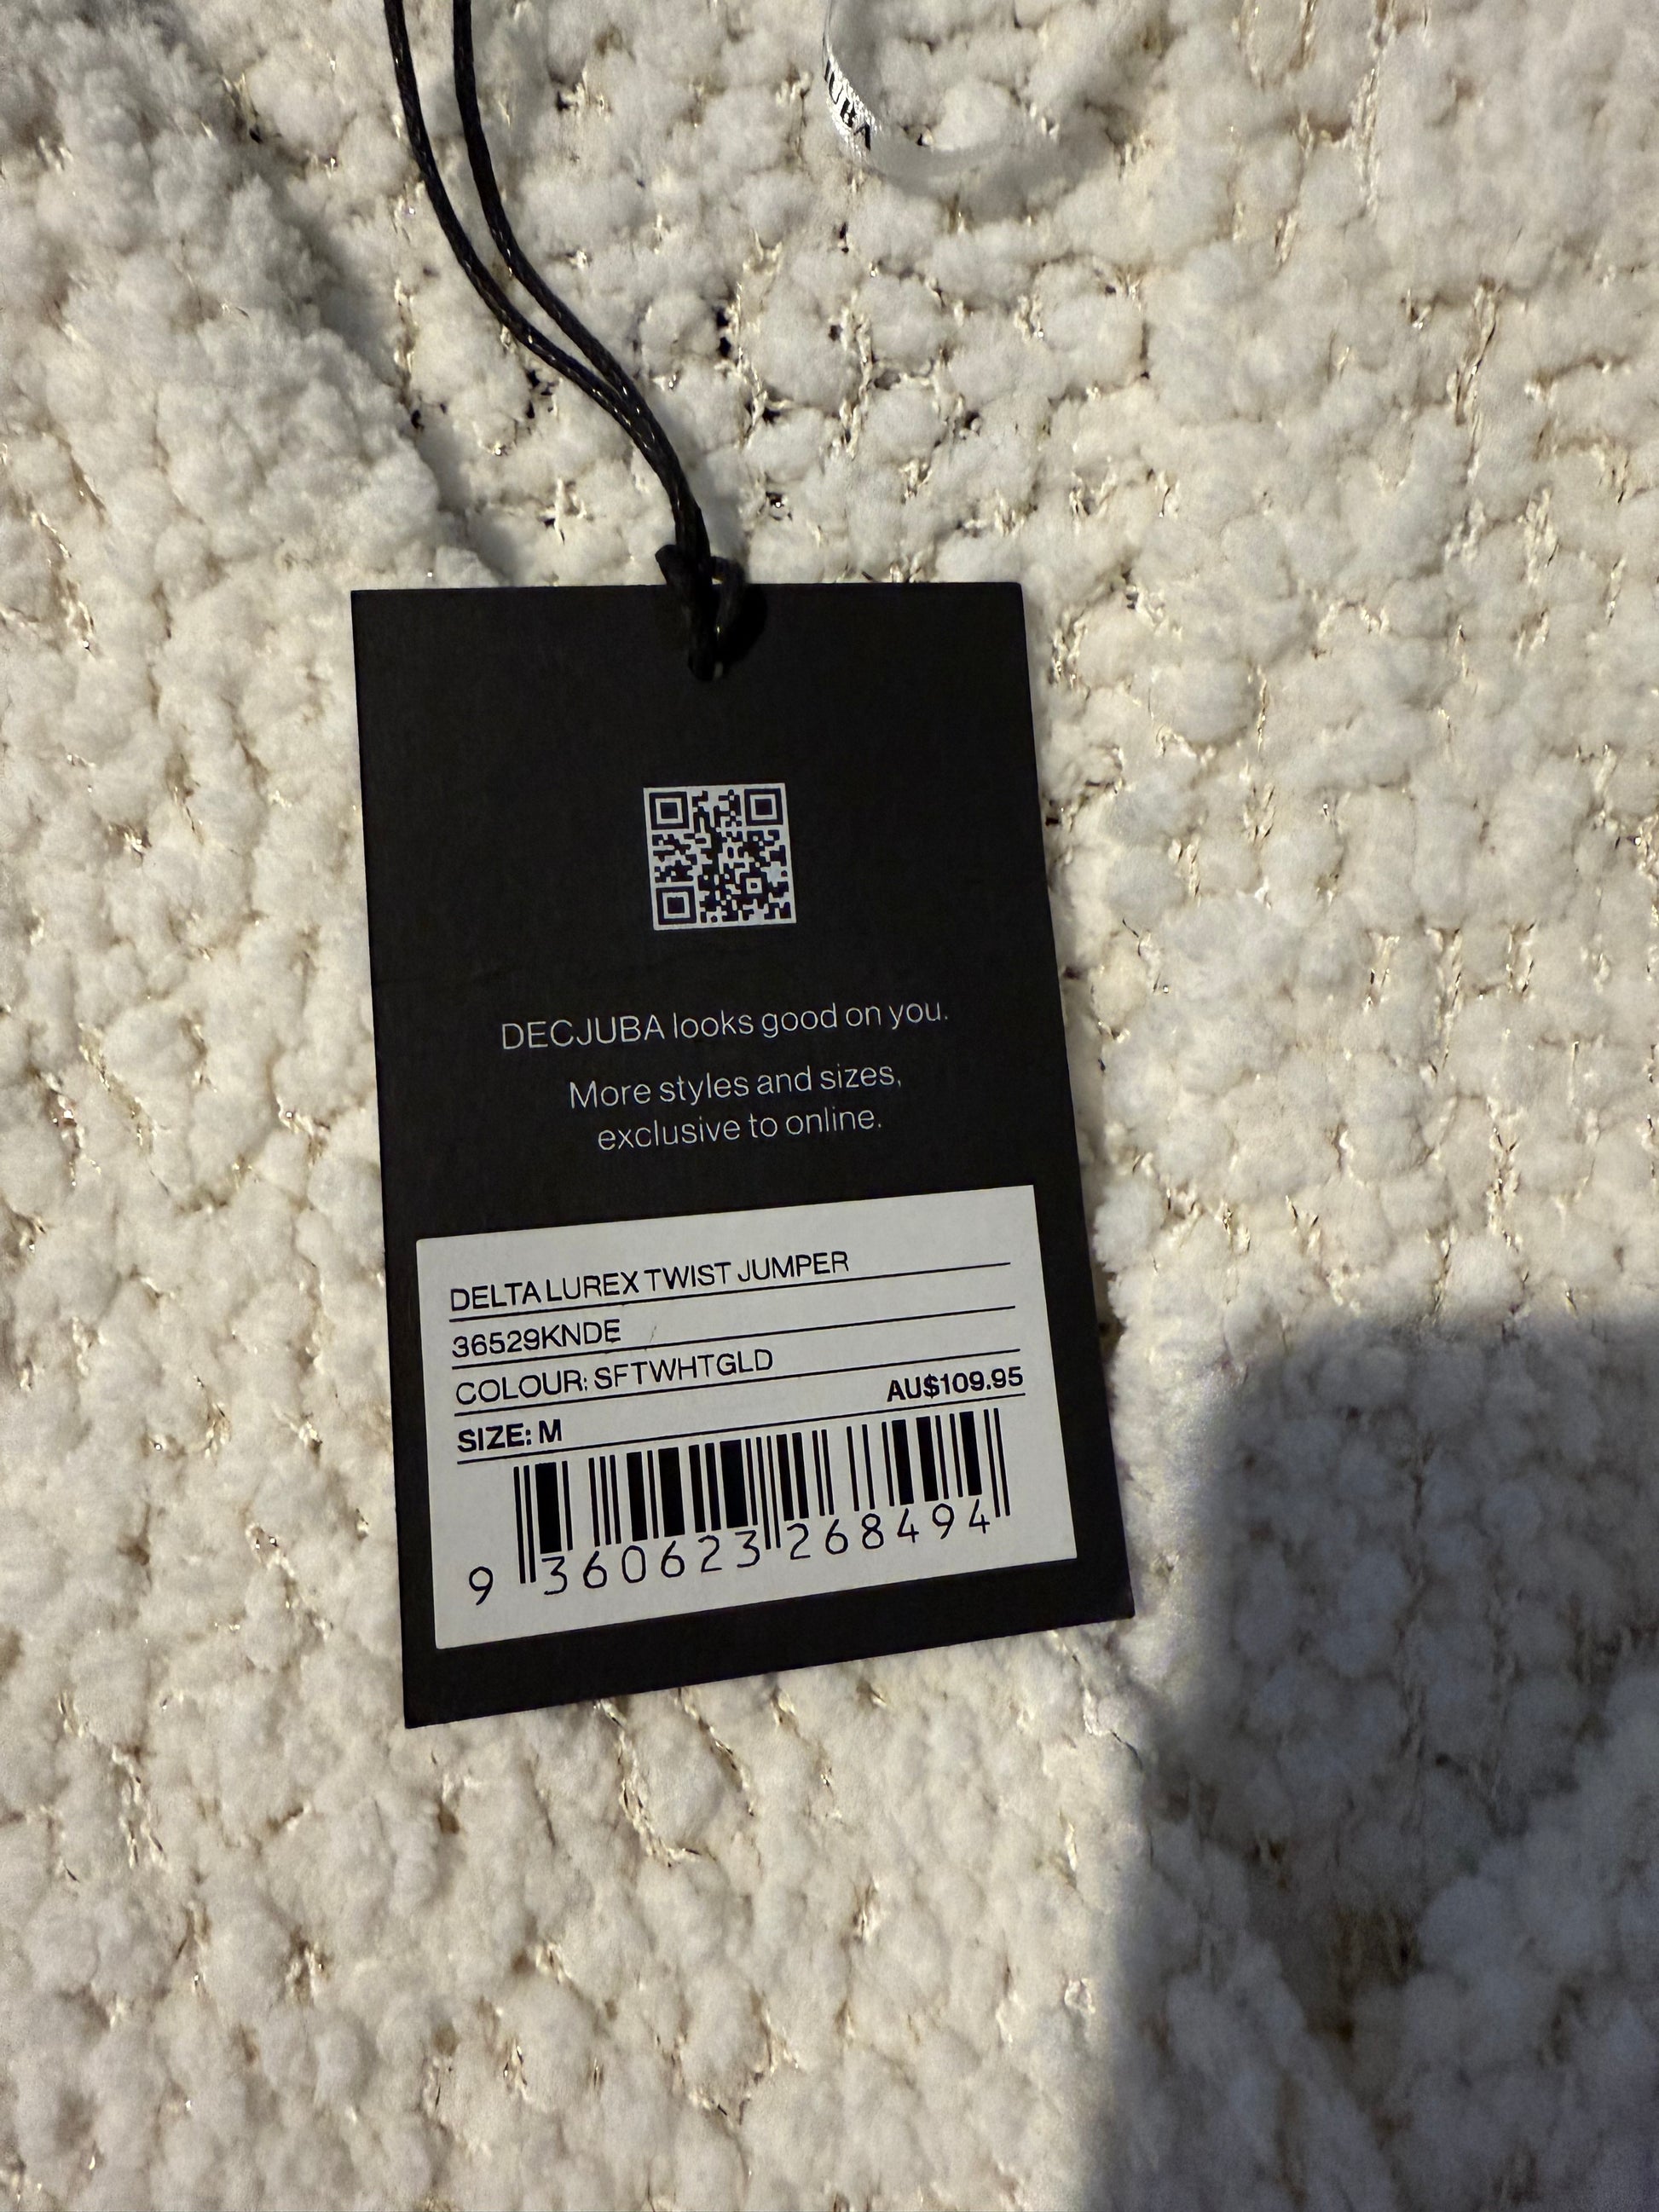 DECJUBA looks good on you.
More styles and sizes,
exclusive to online.
DELTA LUREX TWIST JUMPER
36529KNDE
COLOUR: SFTWHTGLD
AU$109.95
SIZE: M
9 360623 268494